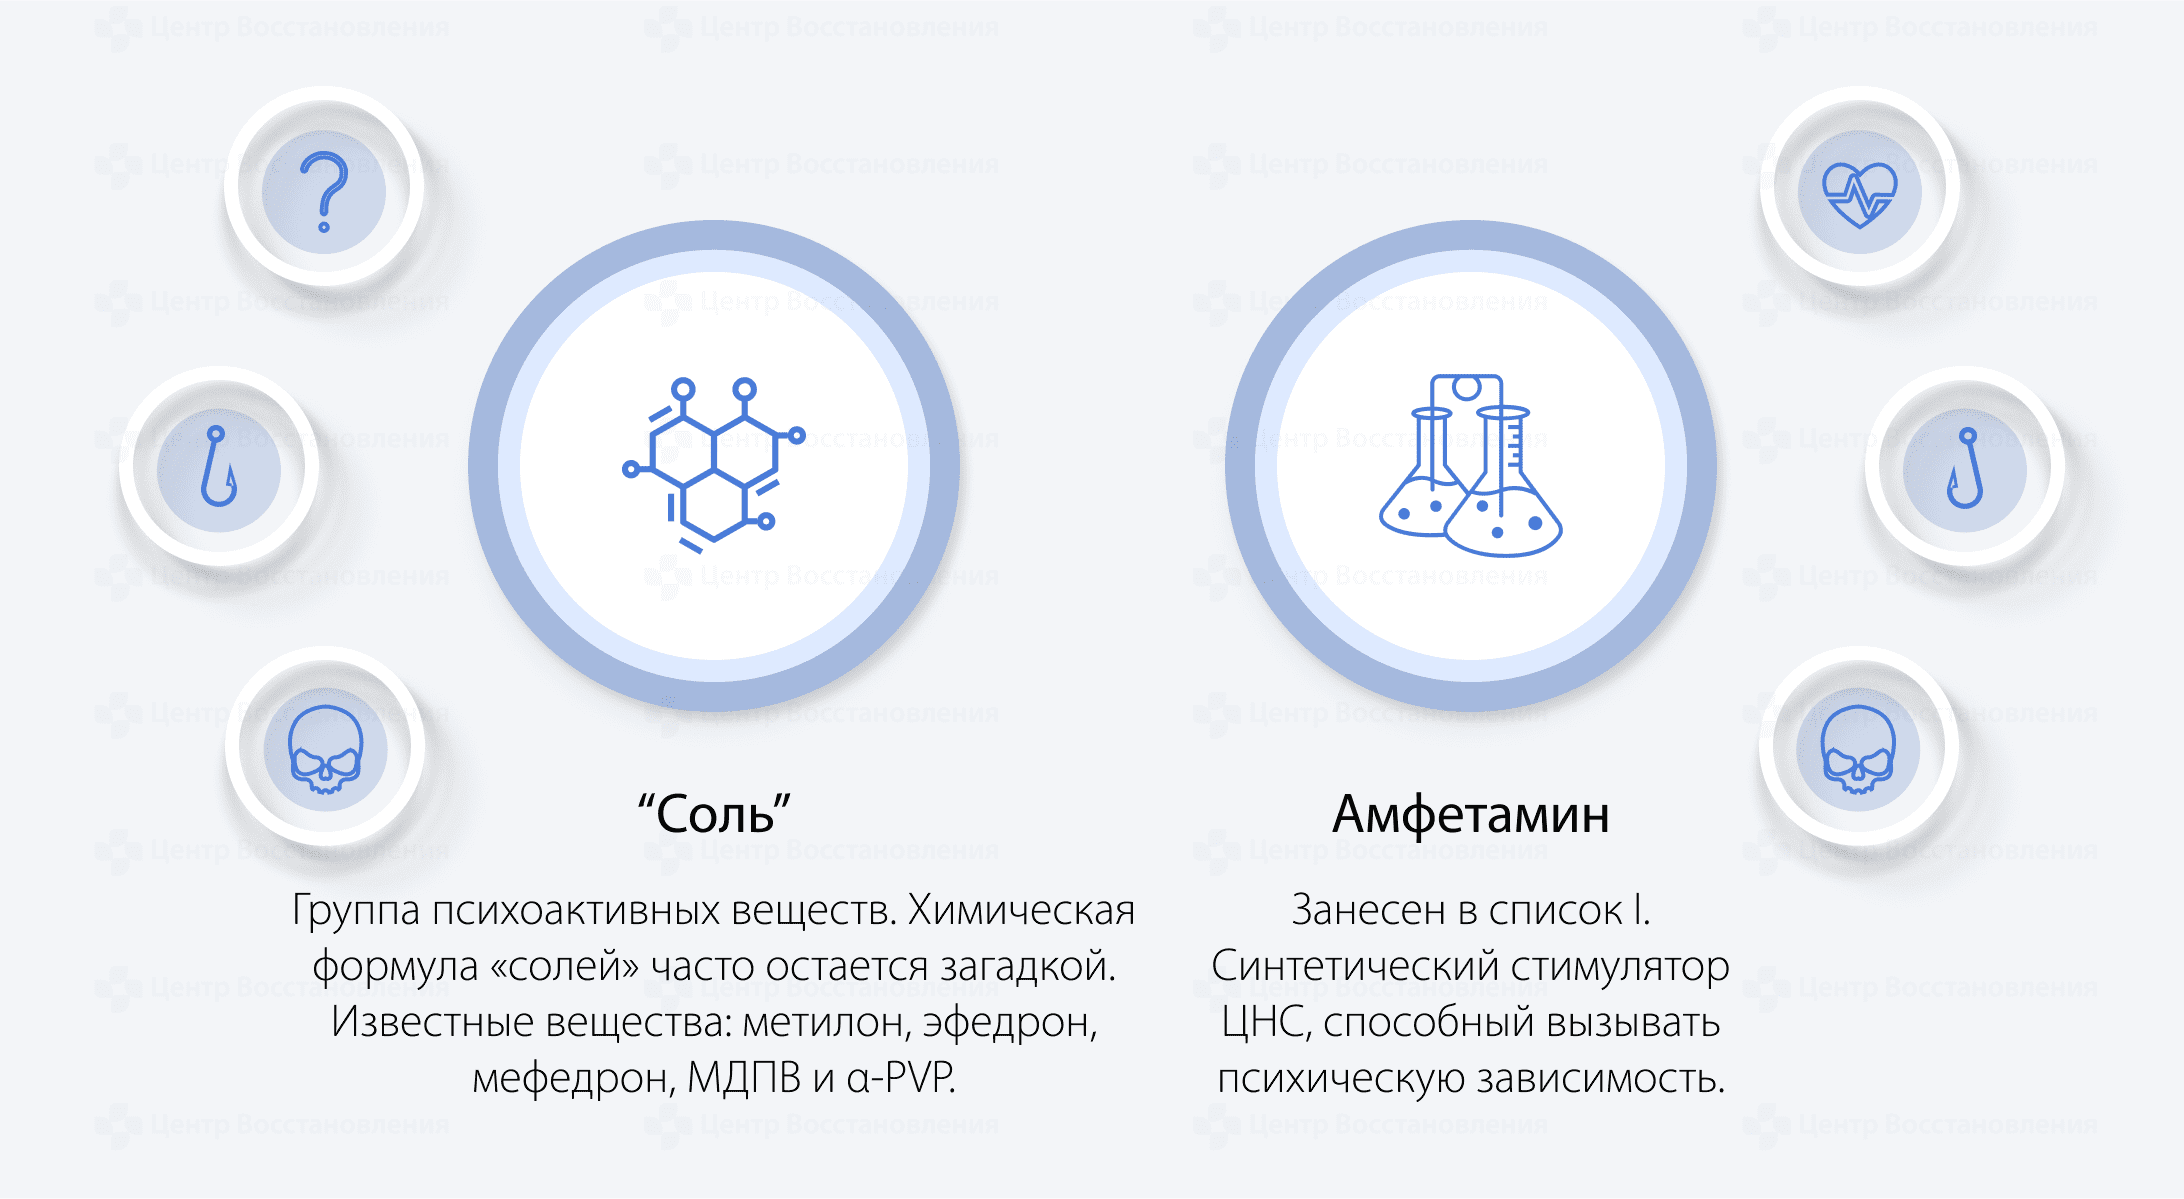 “Соль”
Группа психоактивных веществ. Химическая
формула «солей» часто остается загадкой.
Известные вещества: метилон, эфедрон,
мефедрон, МДПВ и α-PVP.
Амфетамин
Занесен в список I.
Синтетический стимулятор
ЦНС, способный вызывать
психическую зависимость.
Центр Восстановления